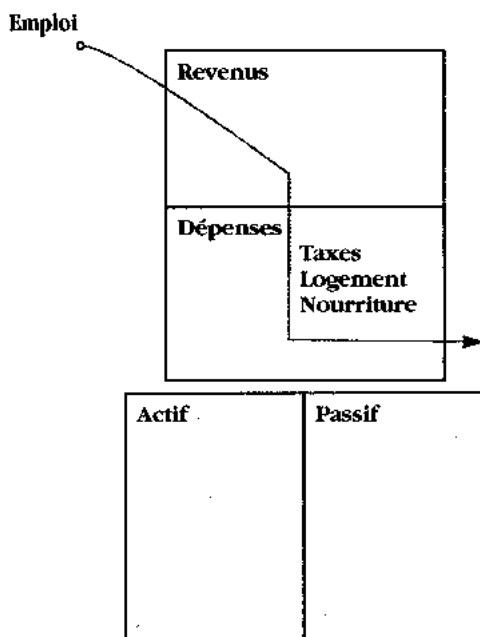 Emploi
Revenus
Dépenses
Taxes
Logement
Nourriture
Actif
Passif